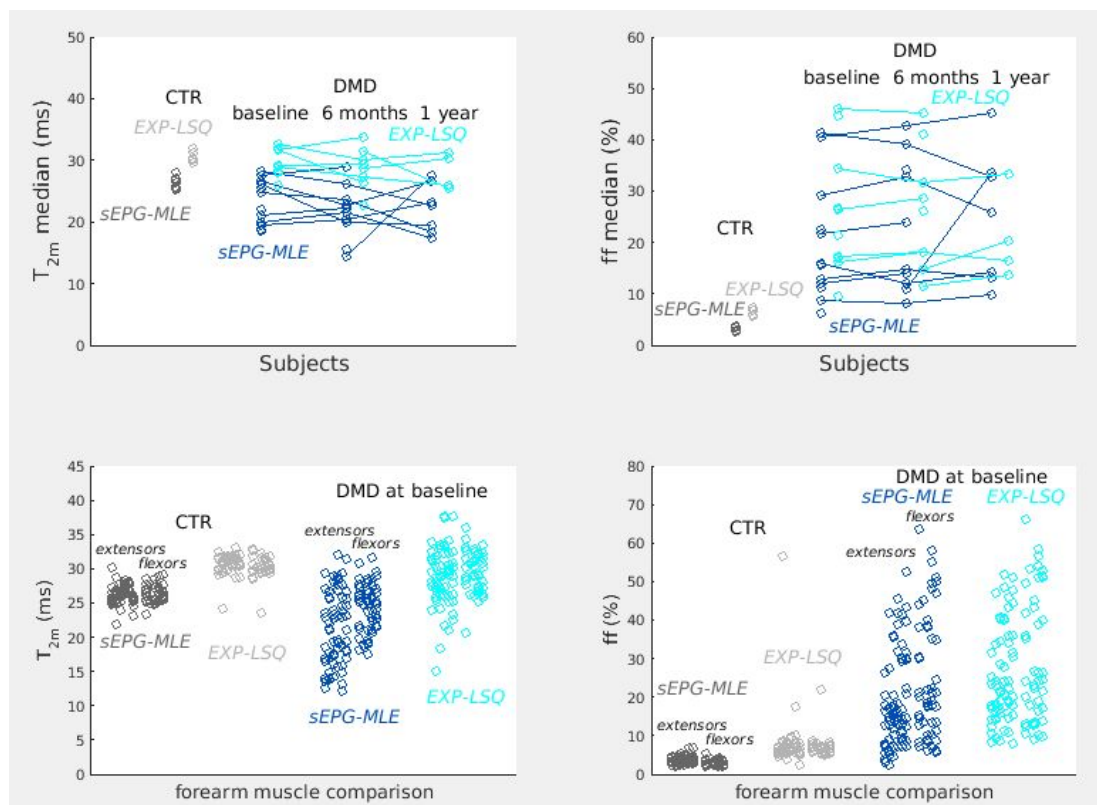 50
40
30
20
10
0
T2m median (ms)
CTR
EXP-LSQ
sEPG-MLE
DMD
baseline 6 months 1 year
EXP-LSQ
sEPG-MLE
Subjects
60
50
40
30
20
10
0
ff median (%)
DMD
baseline 6 months 1 year
EXP-LSQ
CTR
EXP-LSQ
sEPG-MLE
sEPG-MLE
Subjects
45
40
35
30
25
20
15
10
5
0
T2m (ms)
CTR
extensors
flexors
sEPG-MLE
EXP-LSQ
DMD at baseline
extensors
flexors
sEPG-MLE
EXP-LSQ
forearm muscle comparison
80
70
60
50
40
30
20
10
0
ff (%)
DMD at baseline
sEPG-MLE
EXP-LSQ
flexors
extensors
CTR
EXP-LSQ
sEPG-MLE
extensors
flexors
forearm muscle comparison